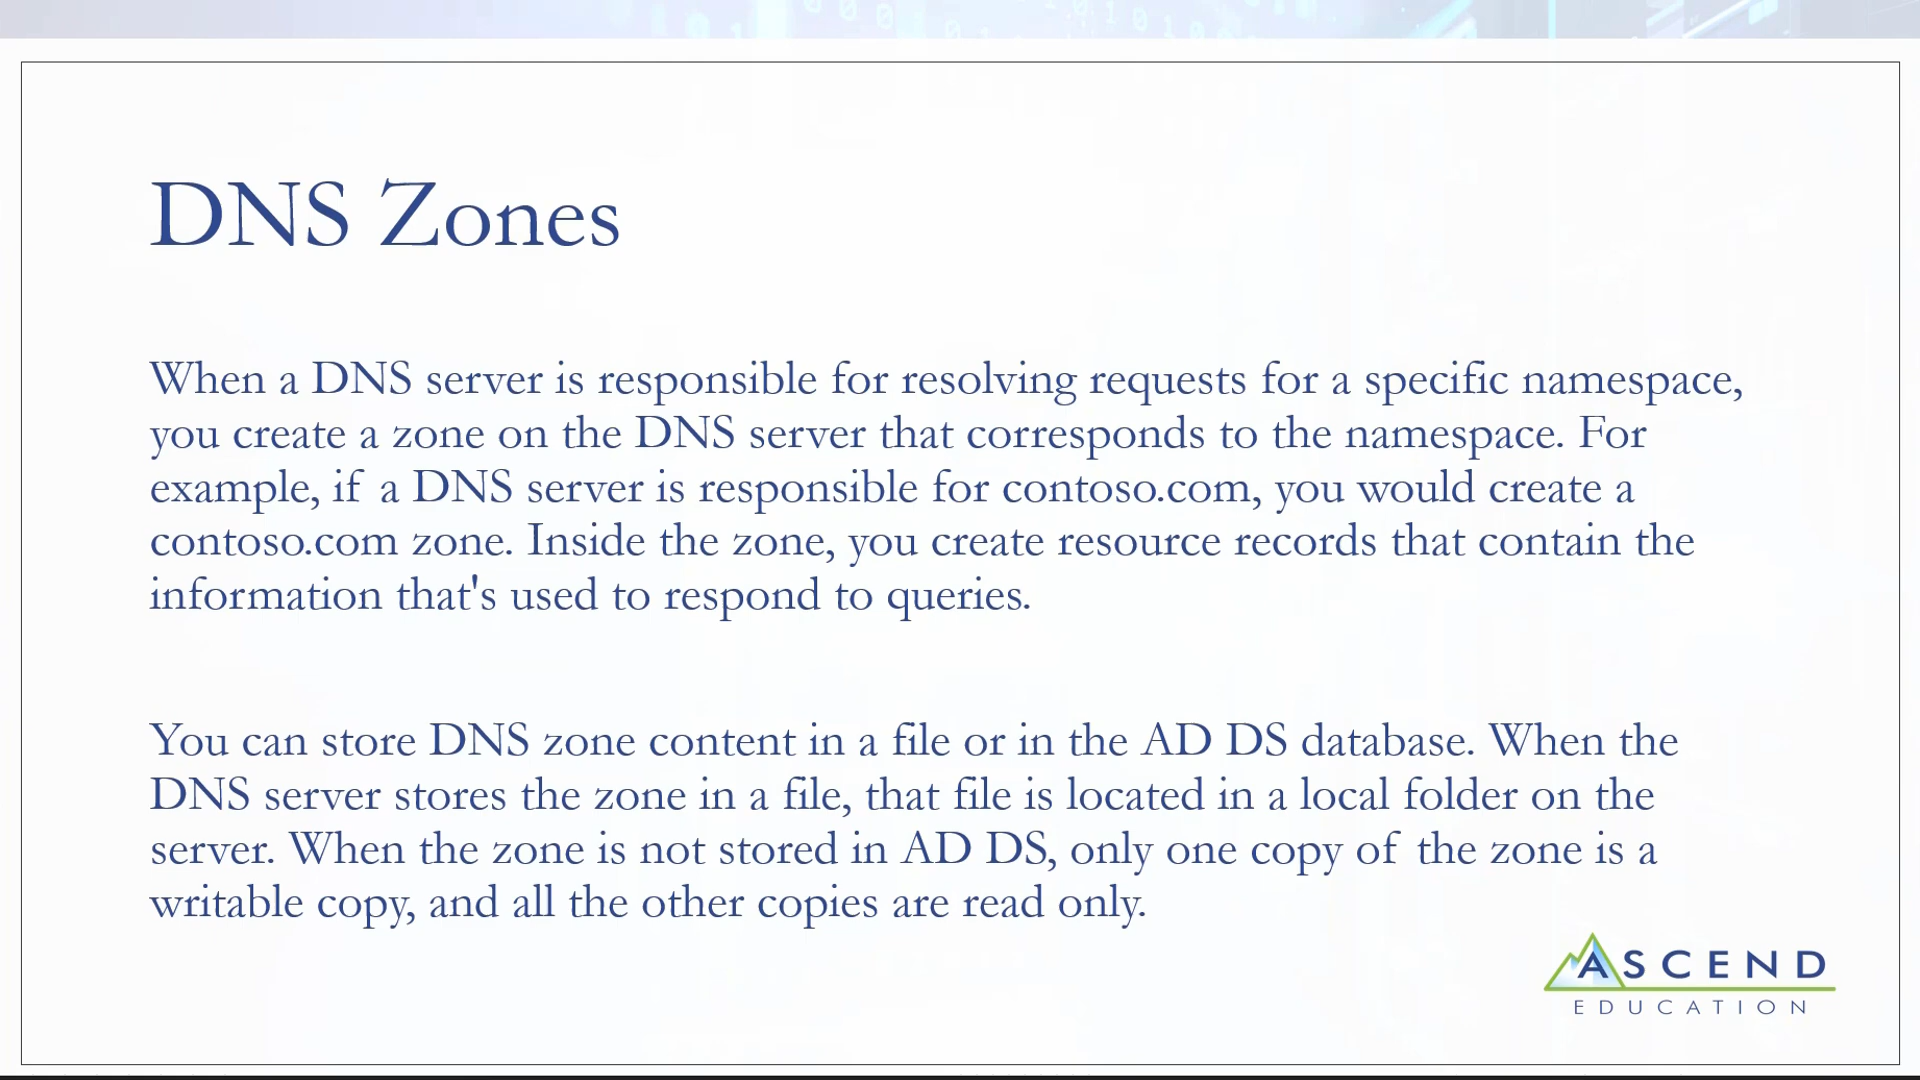 DNS Zones
When a DNS server is responsible for resolving requests for a specific namespace,
you create a zone on the DNS server that corresponds to the namespace. For
example, if a DNS server is responsible for contoso.com, you would create a
contoso.com zone. Inside the zone, you create resource records that contain the
information that's used to respond to queries.
You can store DNS zone content in a file or in the AD DS database. When the
DNS server stores the zone in a file, that file is located in a local folder on the
server. When the zone is not stored in AD DS, only one copy of the zone is a
writable copy, and all the other copies are read only.
ASCEND
EDUCATION